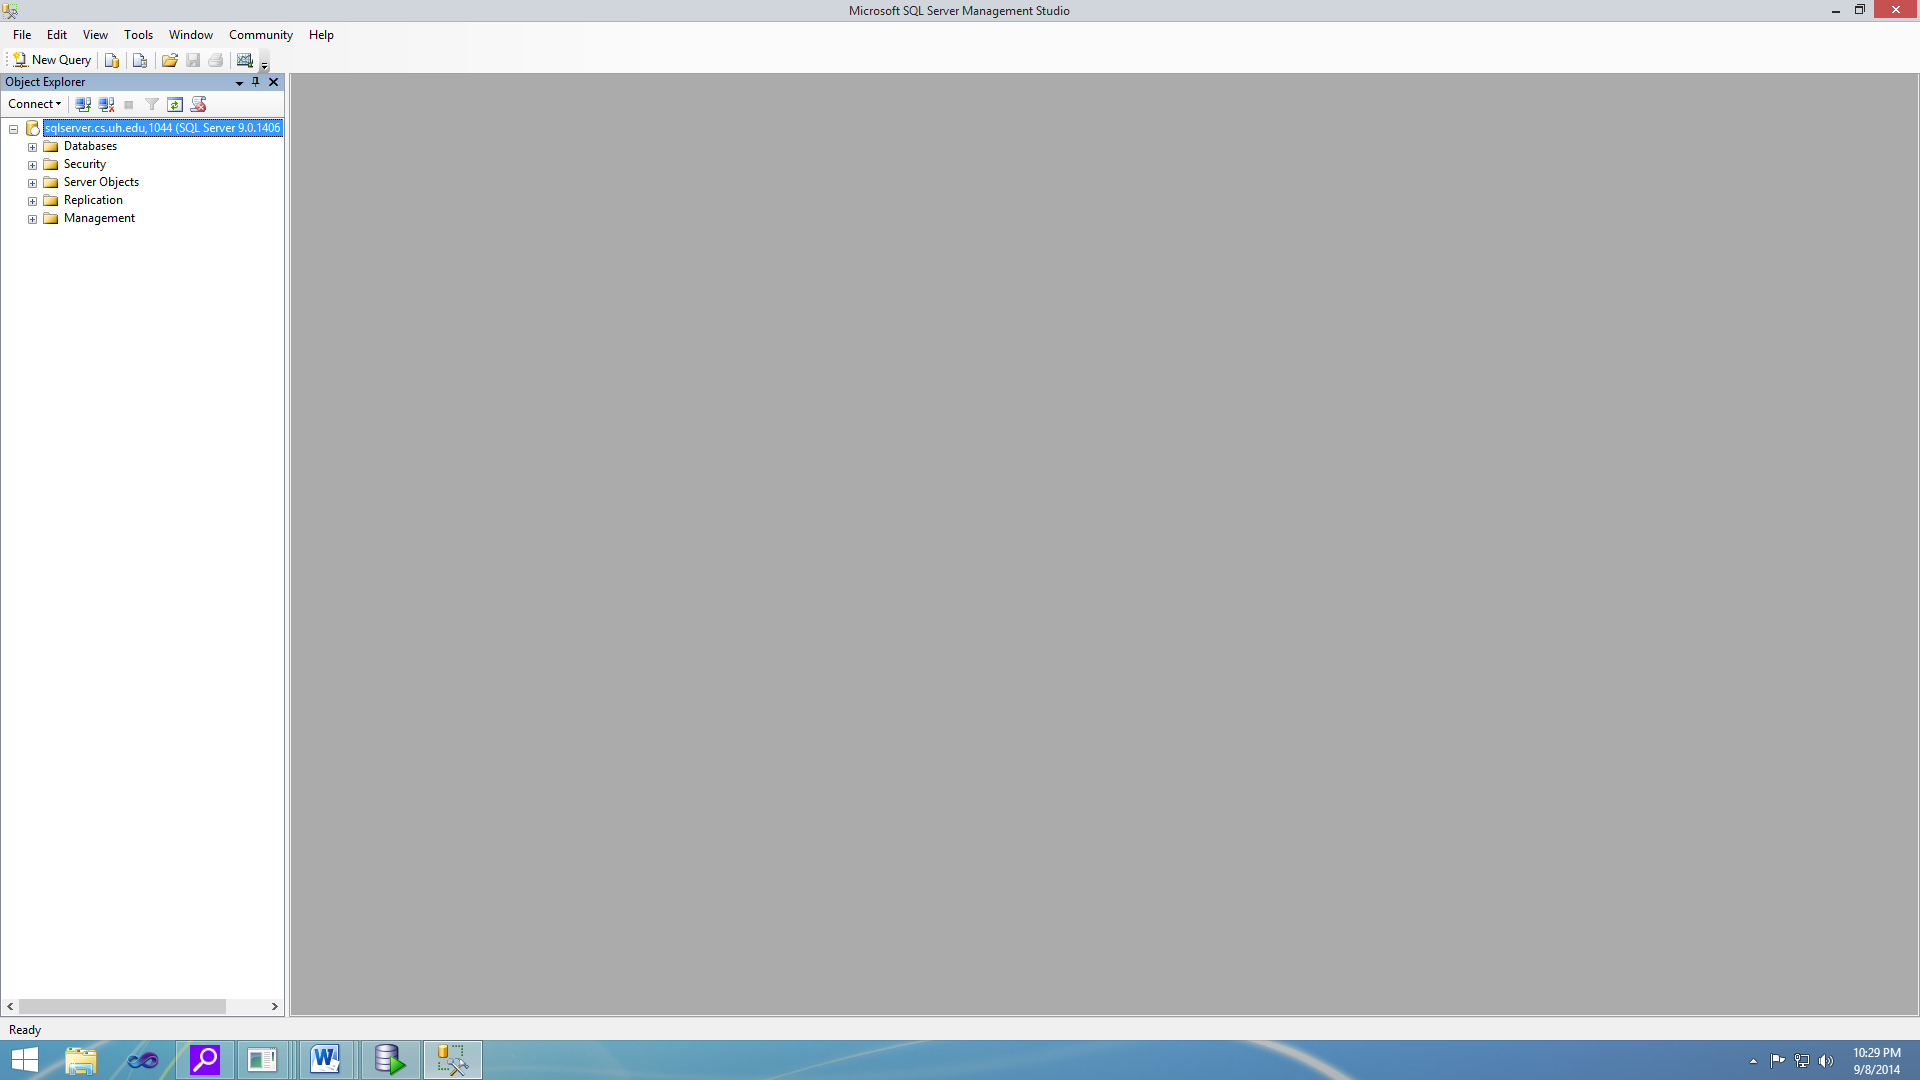 Microsoft SQL Server Management Studio
File Edit View Tools Window Community Help
New Query
Object Explorer
Connect
sqlserver.cs.uh.edu,1044 (SQL Server 9.0.1406
Databases
Security
Server Objects
Replication
Management
Ready
10:29 PM
9/8/2014